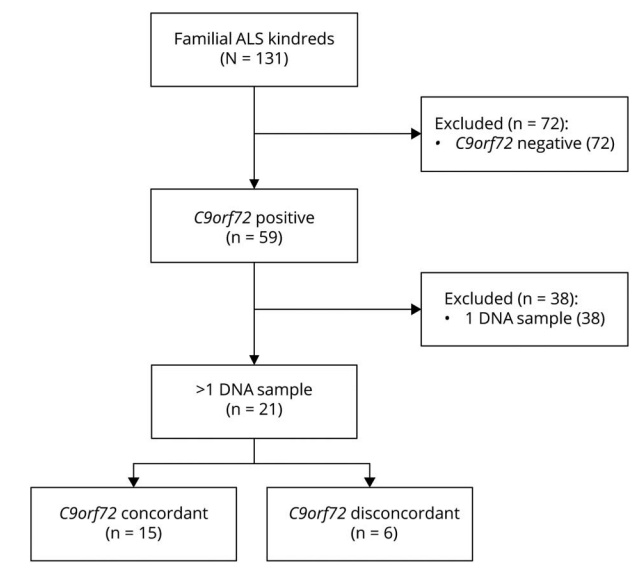 Familial ALS kindreds
(N = 131)
Excluded (n = 72):
• C9orf72 negative (72)
C9orf72 positive
(n = 59)
Excluded (n = 38):
• 1 DNA sample (38)
>1 DNA sample
(n = 21)
C9orf72 concordant
(n = 15)
C9orf72 disconcordant
(n = 6)